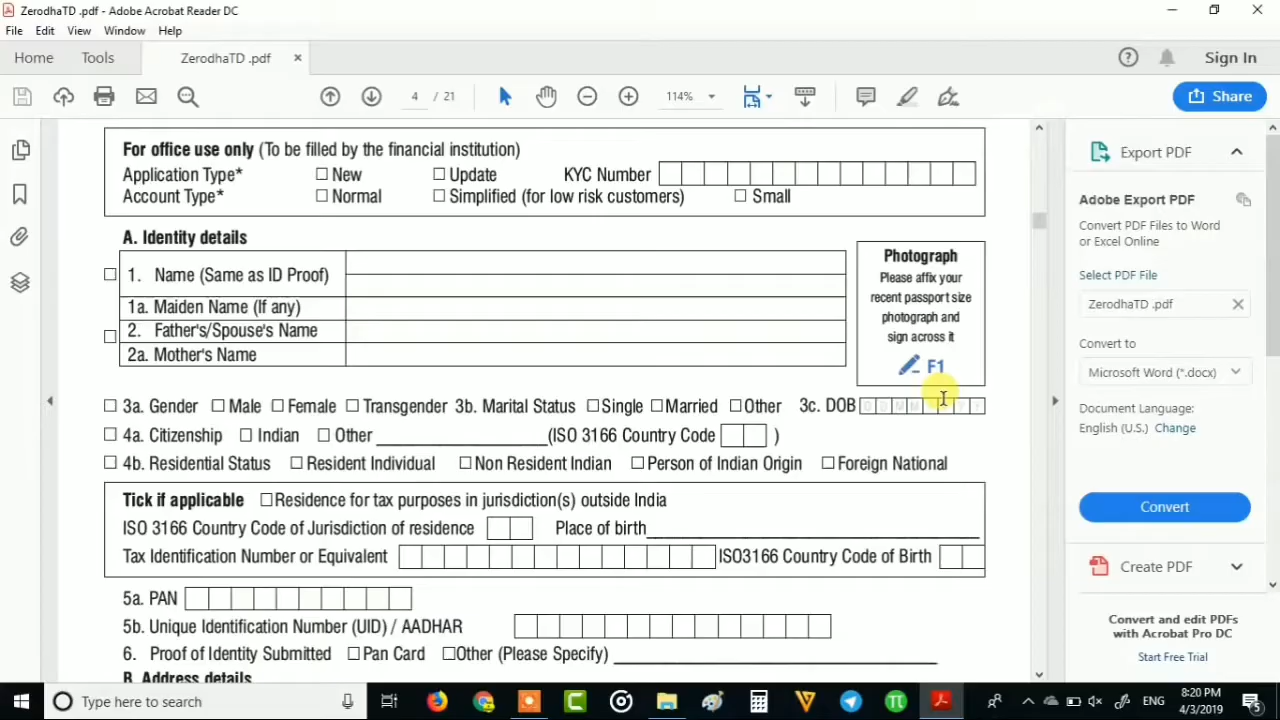 ZerodhaTD .pdf - Adobe Acrobat Reader DC
File Edit View Window Help
Home Tools ZerodhaTD .pdf × Sign In
4 / 21 114% Share
For office use only (To be filled by the financial institution)
Application Type* New Update KYC Number
Account Type* Normal Simplified (for low risk customers) Small
A. Identity details
1. Name (Same as ID Proof)
1a. Maiden Name (If any)
2. Father's/Spouse's Name
2a. Mother's Name
Photograph
Please affix your
recent passport size
photograph and
sign across it
F1
3a. Gender Male Female Transgender 3b. Marital Status Single Married Other 3c. DOB
4a. Citizenship Indian Other _________________(ISO 3166 Country Code )
4b. Residential Status Resident Individual Non Resident Indian Person of Indian Origin Foreign National
Tick if applicable Residence for tax purposes in jurisdiction(s) outside India
ISO 3166 Country Code of Jurisdiction of residence Place of birth
Tax Identification Number or Equivalent ISO3166 Country Code of Birth
5a. PAN
5b. Unique Identification Number (UID) / AADHAR
6. Proof of Identity Submitted Pan Card Other (Please Specify)
B. Address details
Export PDF
Adobe Export PDF
Convert PDF Files to Word
or Excel Online
Select PDF File
ZerodhaTD .pdf
Convert to
Microsoft Word (*.docx)
Document Language:
English (U.S.) Change
Convert
Create PDF
Convert and edit PDFs
with Acrobat Pro DC
Start Free Trial
Type here to search
ENG
8:20 PM
4/3/2019
5